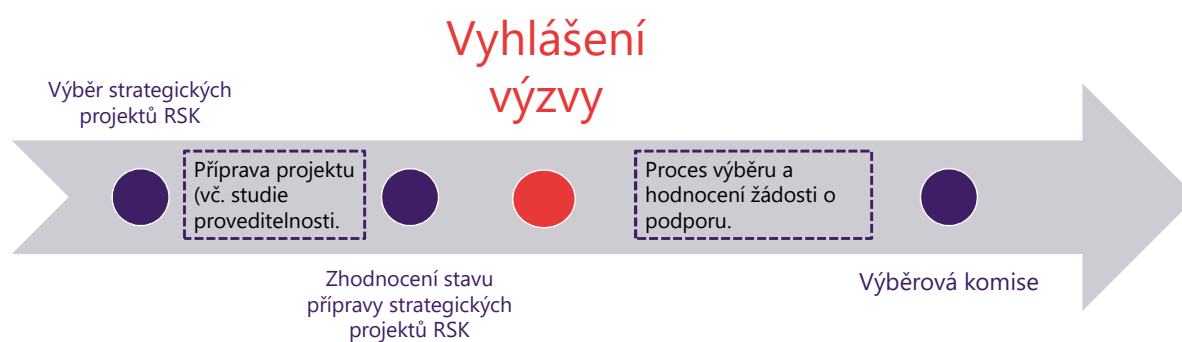 Vyhlášení
výzvy
Výběr strategických
projektů RSK
Příprava projektu
(vč. studie
proveditelnosti.
Proces výběru a
hodnocení žádosti o
podporu.
Zhodnocení stavu
přípravy strategických
projektů RSK
Výběrová komise